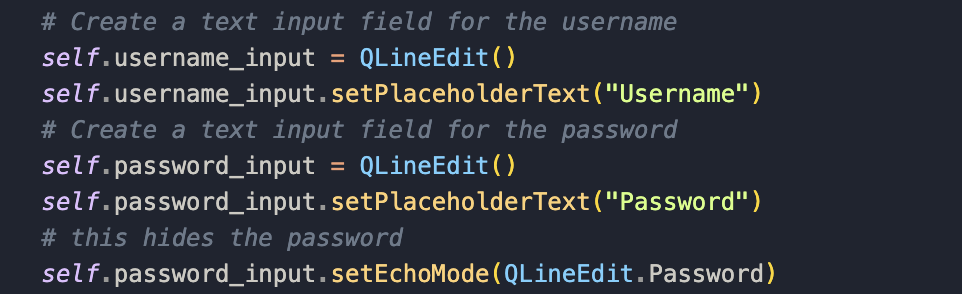 # Create a text input field for the username
self.username_input = QLineEdit()
self.username_input.setPlaceholderText("Username")
# Create a text input field for the password
self.password_input = QLineEdit()
self.password_input.setPlaceholderText("Password")
# this hides the password
self.password_input.setEchoMode(QLineEdit.Password)